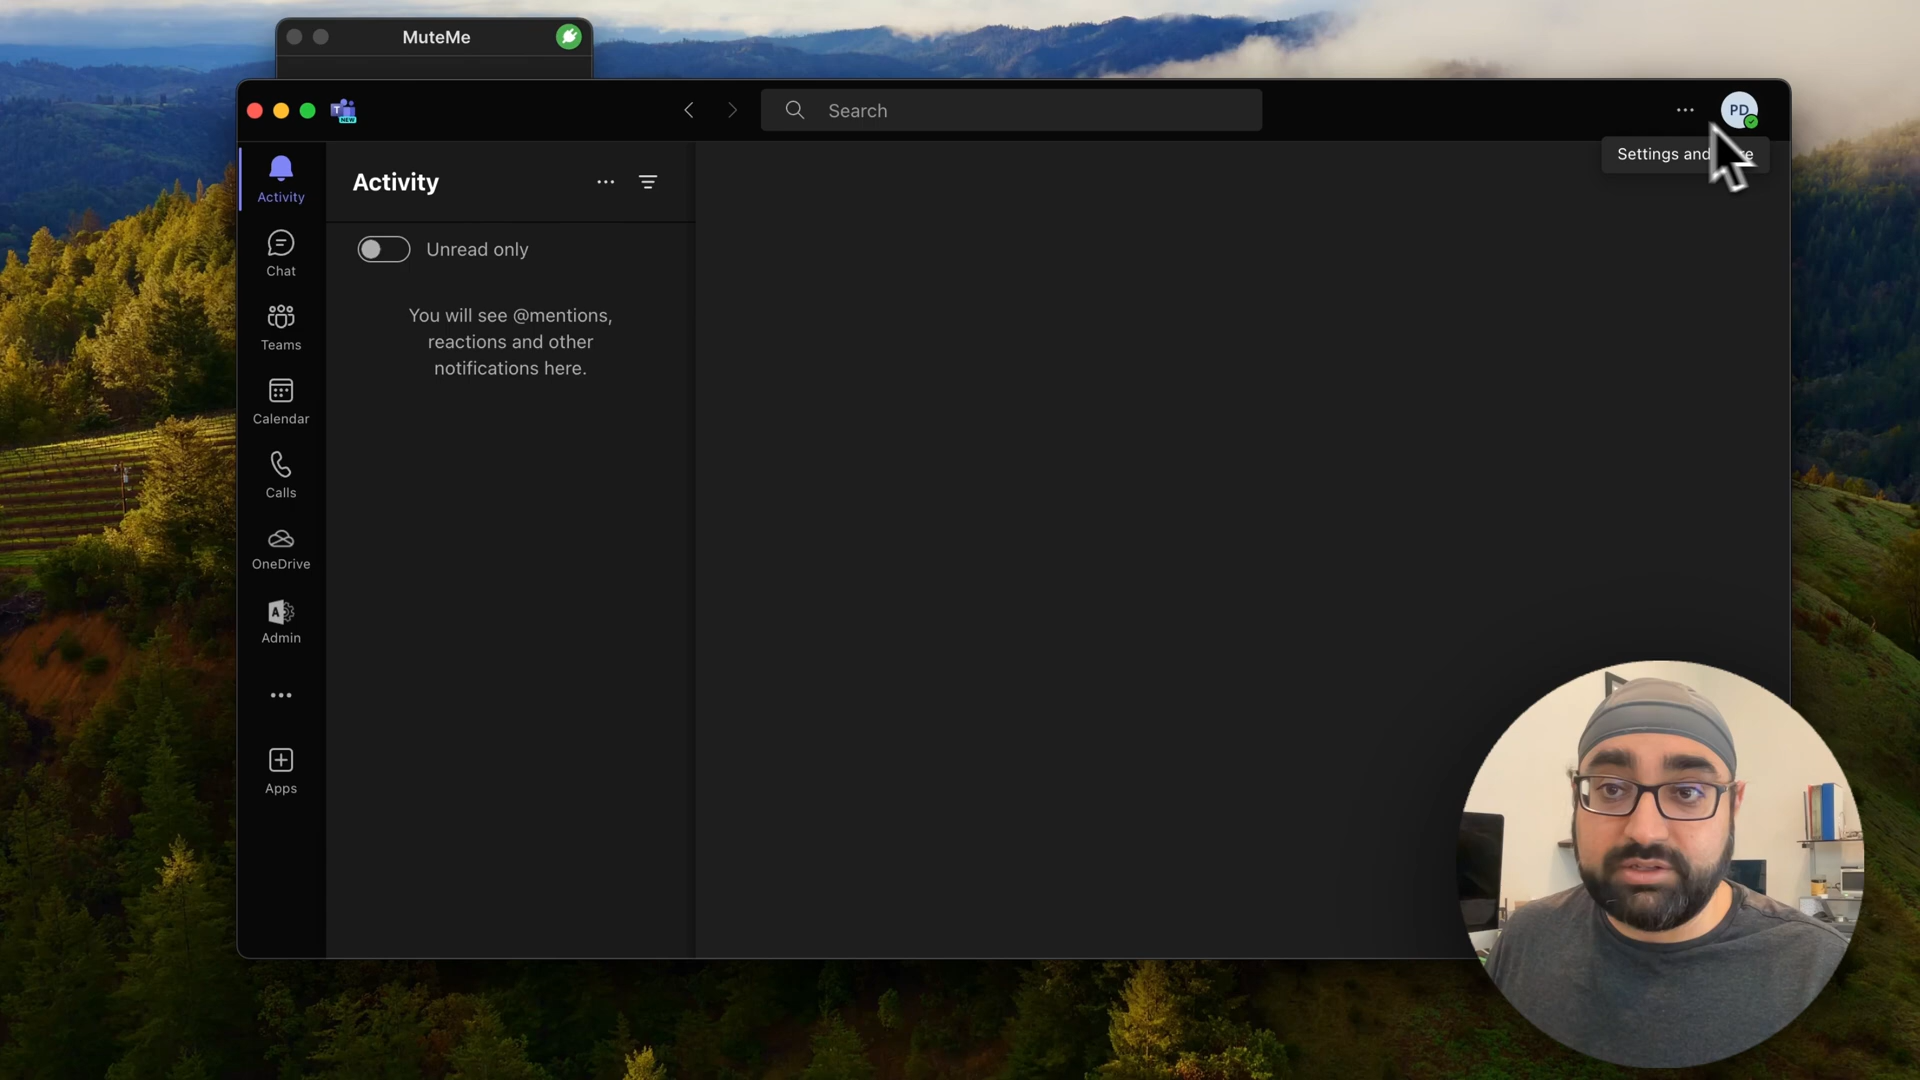 MuteMe
T
NEW
Search
PD
Settings and
Activity
Activity
Unread only
You will see @mentions,
reactions and other
notifications here.
Chat
Teams
Calendar
Calls
OneDrive
A
Admin
Apps